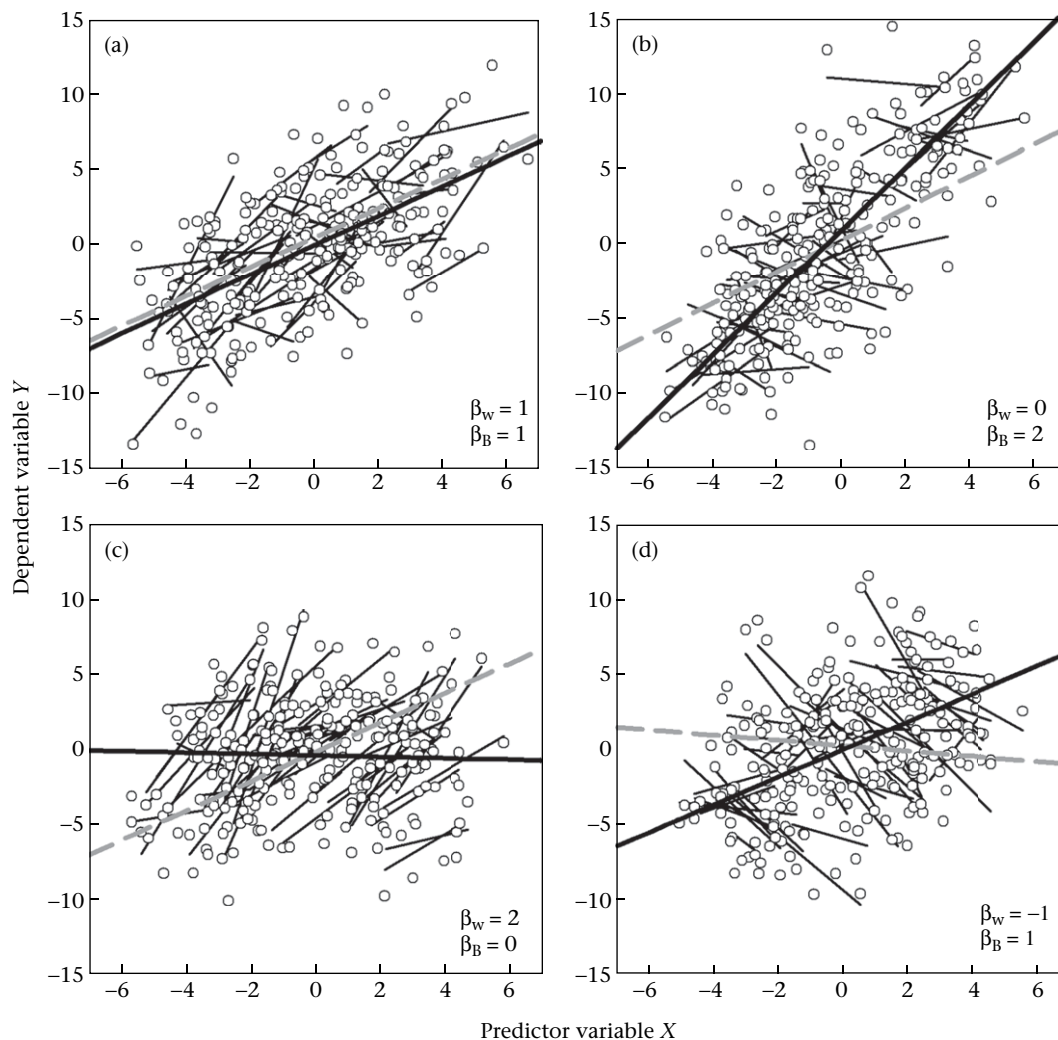 (a)
15
10
5
0
−5
−10
−15
−6 −4 −2 0 2 4 6
β_w = 1
β_B = 1
(b)
15
10
5
0
−5
−10
−15
−6 −4 −2 0 2 4 6
β_w = 0
β_B = 2
(c)
15
10
5
0
−5
−10
−15
−6 −4 −2 0 2 4 6
β_w = 2
β_B = 0
(d)
15
10
5
0
−5
−10
−15
−6 −4 −2 0 2 4 6
β_w = −1
β_B = 1
Dependent variable Y
Predictor variable X